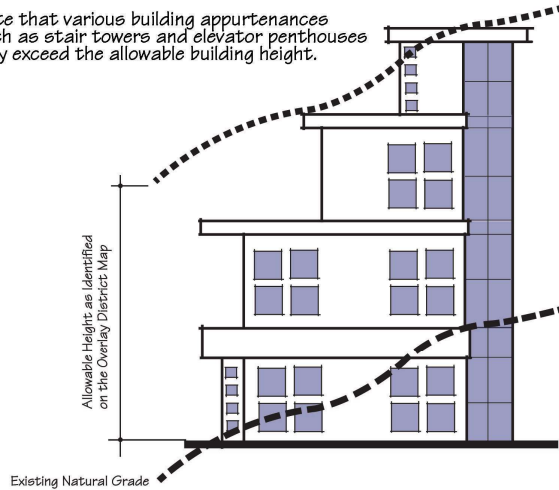 that various building appurtenances
as stair towers and elevator penthouses
exceed the allowable building height.
Allowable Height as Identified
on the Overlay District Map
Existing Natural Grade